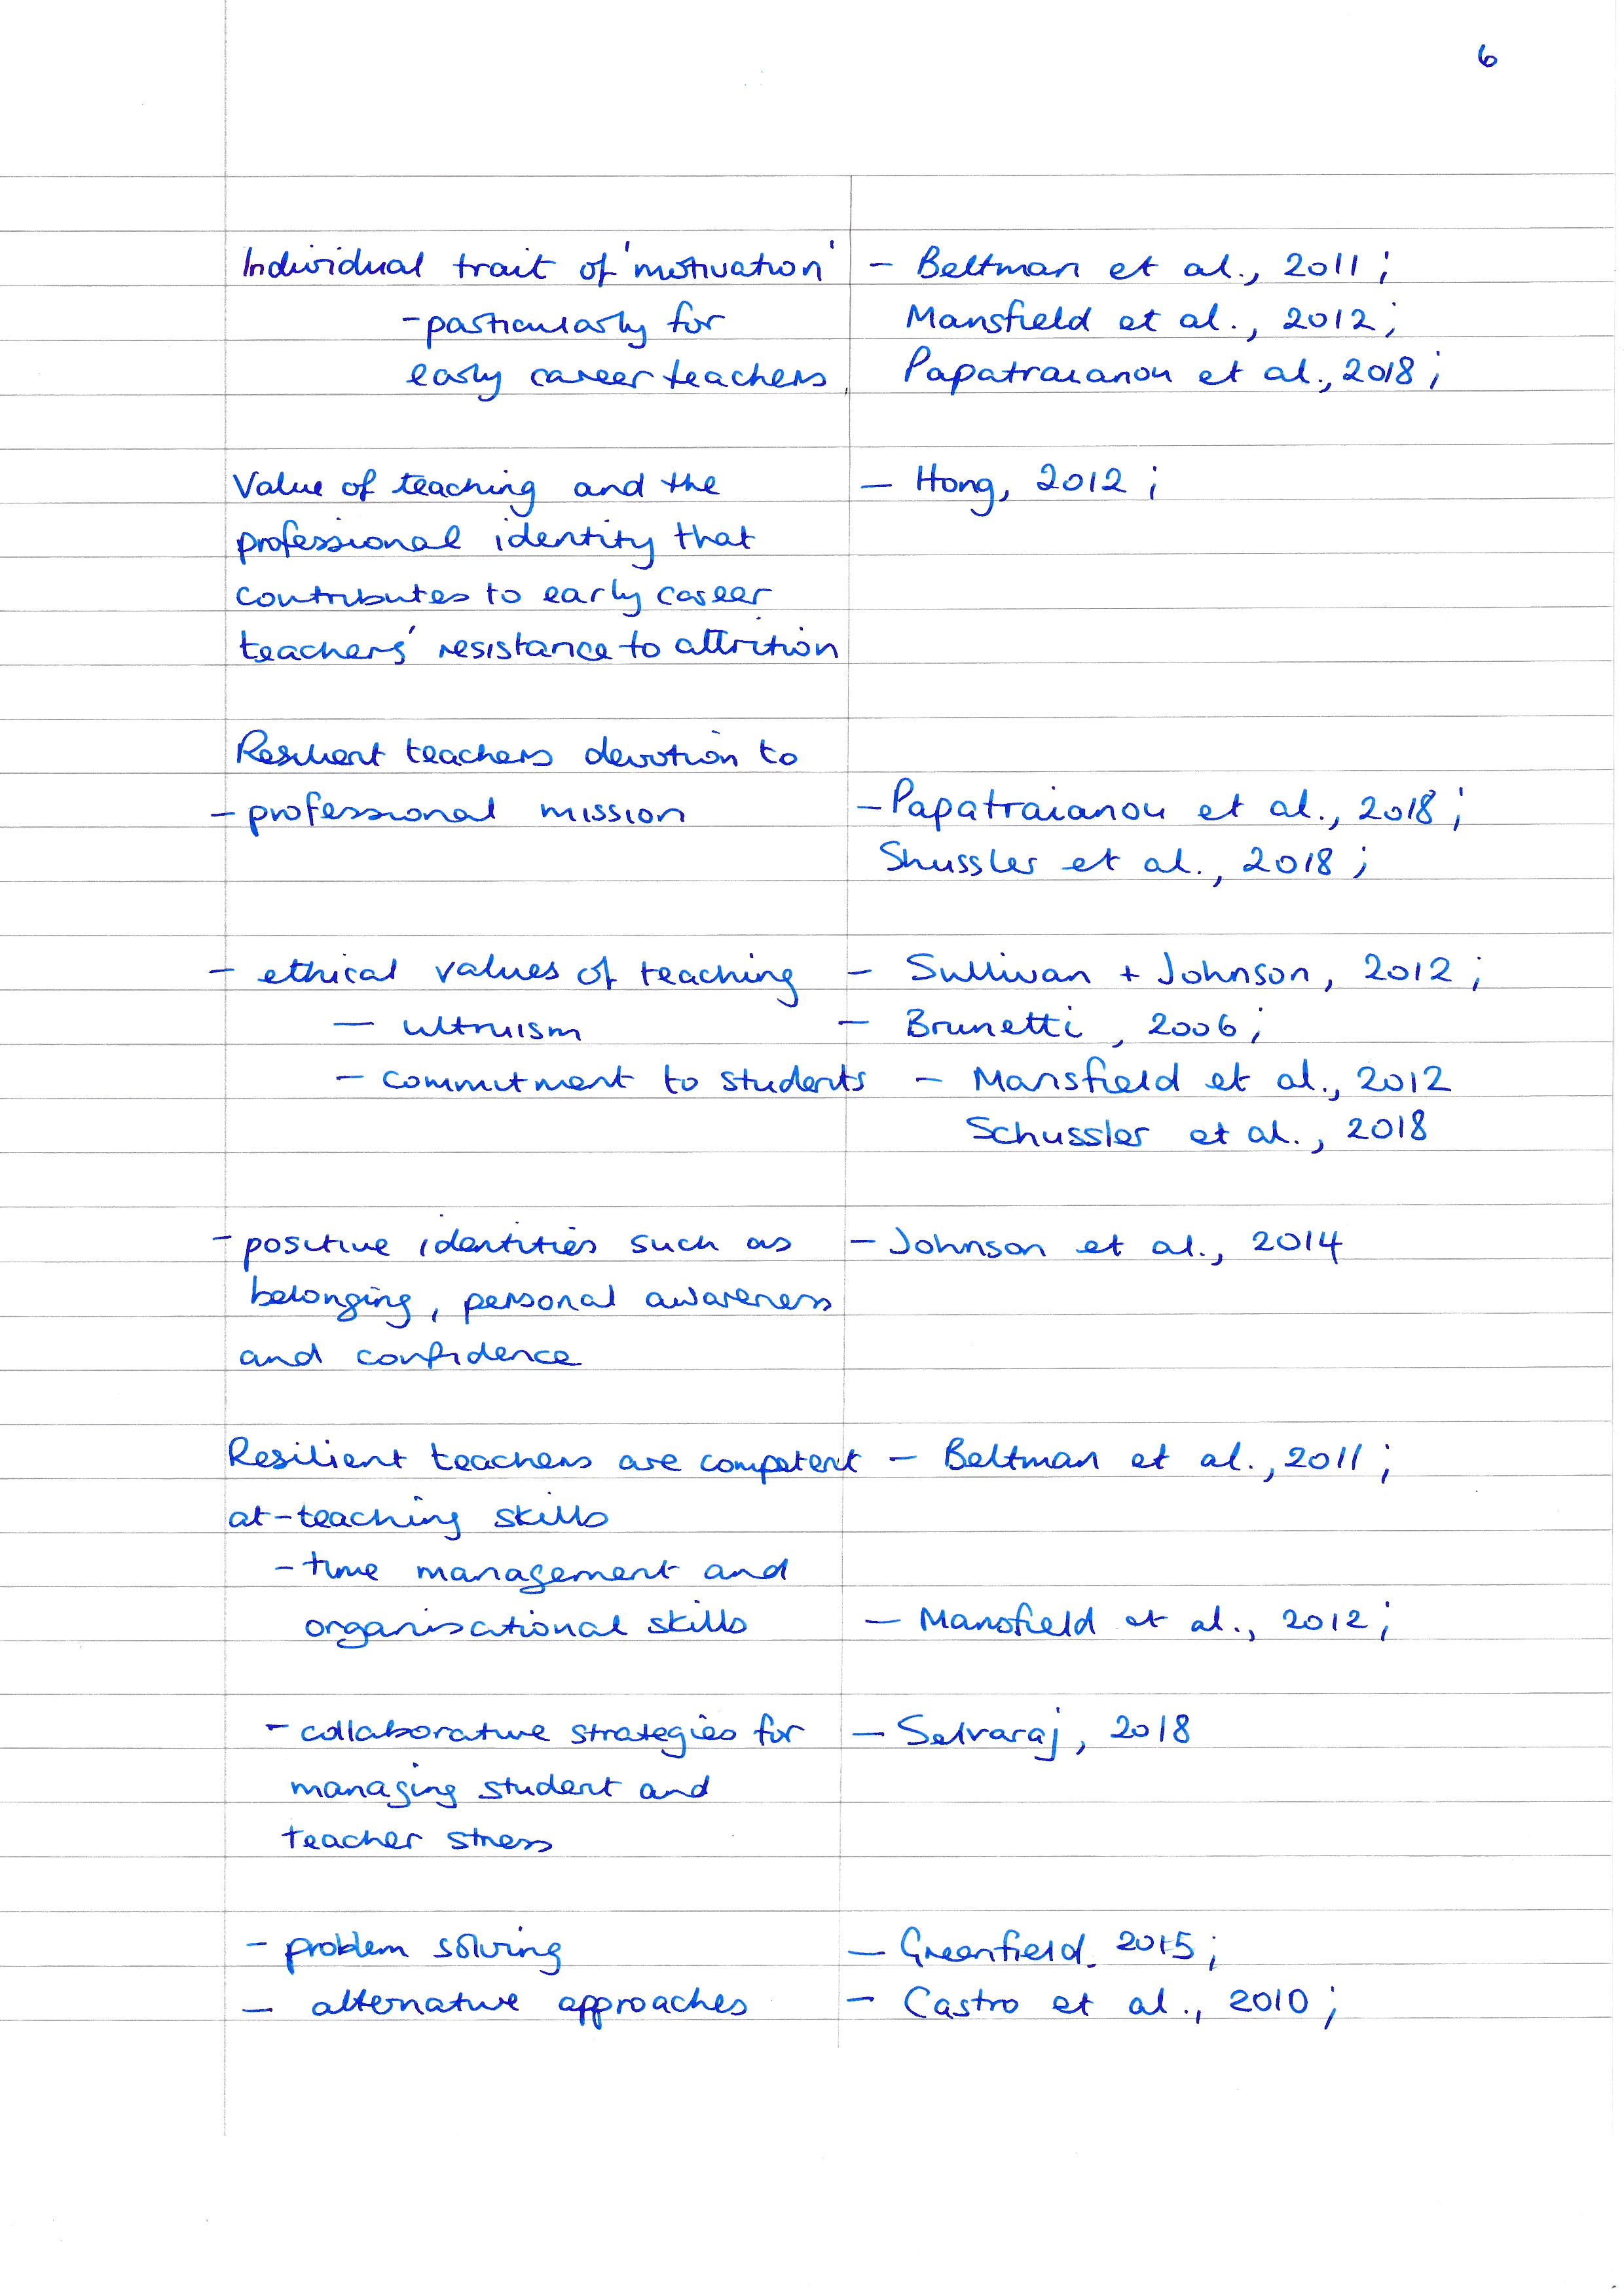 6
Individual trait of 'motivation' - Beltman et al., 2011;
- particularly for Mansfield et al., 2012;
early career teachers, Papatraianou et al., 2018;
Value of teaching and the - Hong, 2012;
professional identity that
contributes to early career
teachers' resistance to attrition
Resilient teachers devotion to
- professional mission - Papatraianou et al., 2018;
Shussler et al., 2018;
- ethical values of teaching - Sullivan + Johnson, 2012;
- ultruism - Brunetti, 2006;
- commitment to students - Mansfield et al., 2012
Schussler et al., 2018
- positive identities such as - Johnson et al., 2014
belonging, personal awareness
and confidence
Resilient teachers are competent - Beltman et al., 2011;
at-teaching skills
- time management and
organisational skills - Mansfield et al., 2012;
- collaborative strategies for - Selvaraj, 2018
managing student and
teacher stress
- problem solving - Greenfield. 2015;
- alternative approaches - Castro et al., 2010;